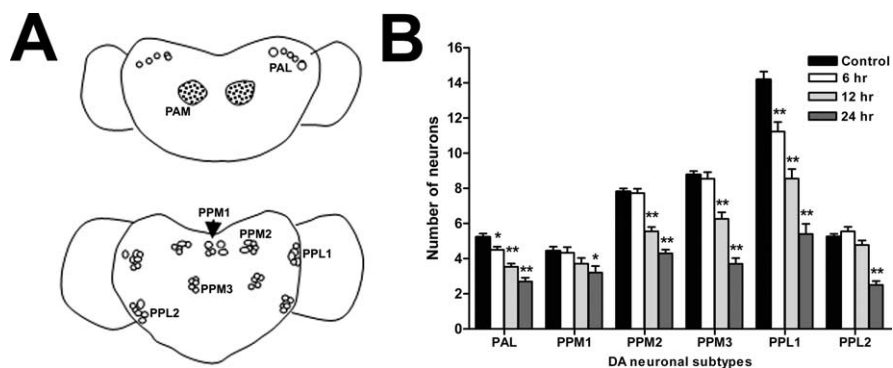 A
PAL
PAM
PPM1
PPM2
PPL1
PPM3
PPL2
B
Number of neurons
16
14
12
10
8
6
4
2
0
Control
6 hr
12 hr
24 hr
* ** **
*
** **
** **
** ** **
**
PAL PPM1 PPM2 PPM3 PPL1 PPL2
DA neuronal subtypes